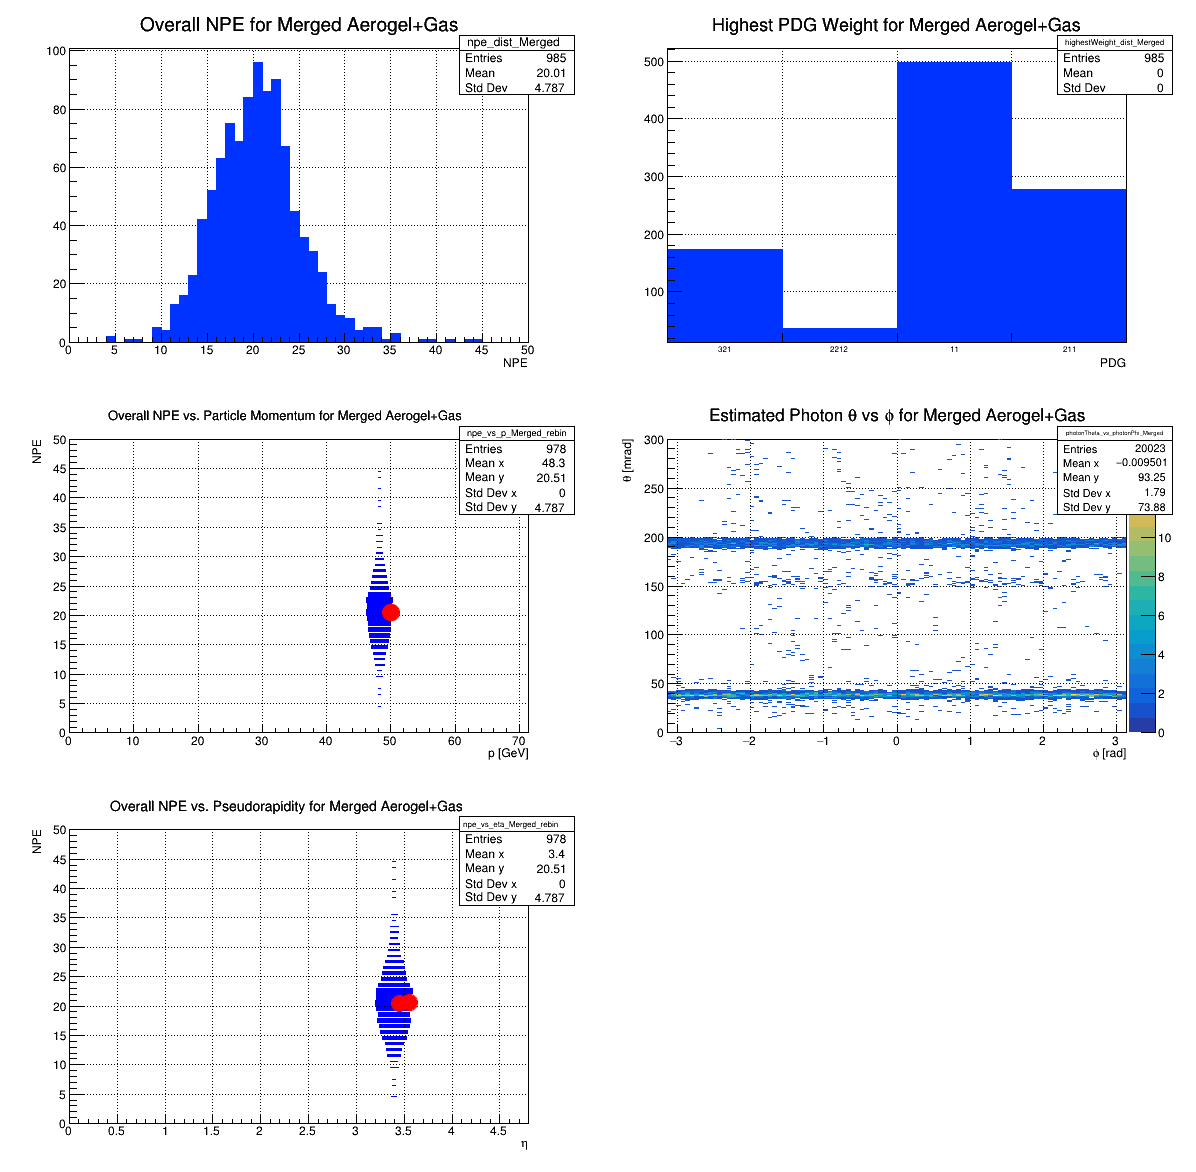 Overall NPE for Merged Aerogel+Gas
npe_dist_Merged
Entries 985
Mean 20.01
Std Dev 4.787
100
80
60
40
20
0
0 5 10 15 20 25 30 35 40 45 50
NPE
Highest PDG Weight for Merged Aerogel+Gas
highestWeight_dist_Merged
Entries 985
Mean 0
Std Dev 0
500
400
300
200
100
321 2212 11 211
PDG
Overall NPE vs. Particle Momentum for Merged Aerogel+Gas
npe_vs_p_Merged_rebin
Entries 978
Mean x 48.3
Mean y 20.51
Std Dev x 0
Std Dev y 4.787
NPE
50
45
40
35
30
25
20
15
10
5
0
0 10 20 30 40 50 60 70
p [GeV]
Estimated Photon θ vs ϕ for Merged Aerogel+Gas
photonTheta_vs_photonPhi_Merged
Entries 20023
Mean x −0.009501
Mean y 93.25
Std Dev x 1.79
Std Dev y 73.88
θ [mrad]
300
250
200
150
100
50
0
−3 −2 −1 0 1 2 3
ϕ [rad]
10
8
6
4
2
0
Overall NPE vs. Pseudorapidity for Merged Aerogel+Gas
npe_vs_eta_Merged_rebin
Entries 978
Mean x 3.4
Mean y 20.51
Std Dev x 0
Std Dev y 4.787
NPE
50
45
40
35
30
25
20
15
10
5
0
0 0.5 1 1.5 2 2.5 3 3.5 4 4.5
η